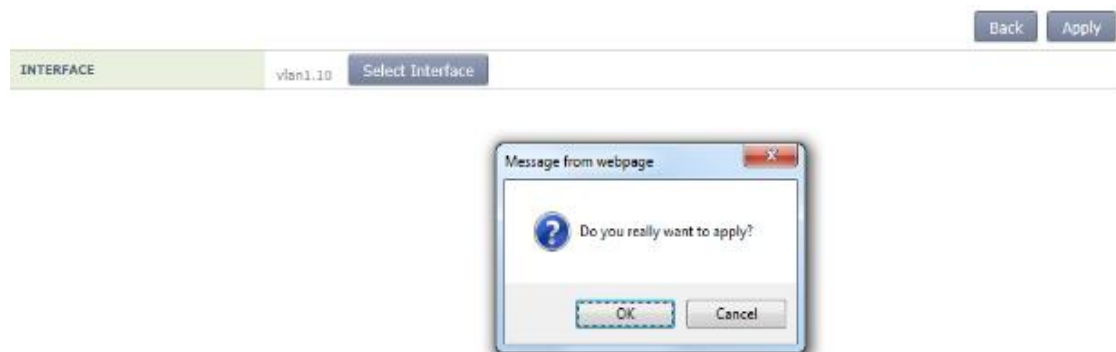 Back Apply
INTERFACE vlan1.10 Select Interface
Message from webpage
Do you really want to apply?
OK Cancel